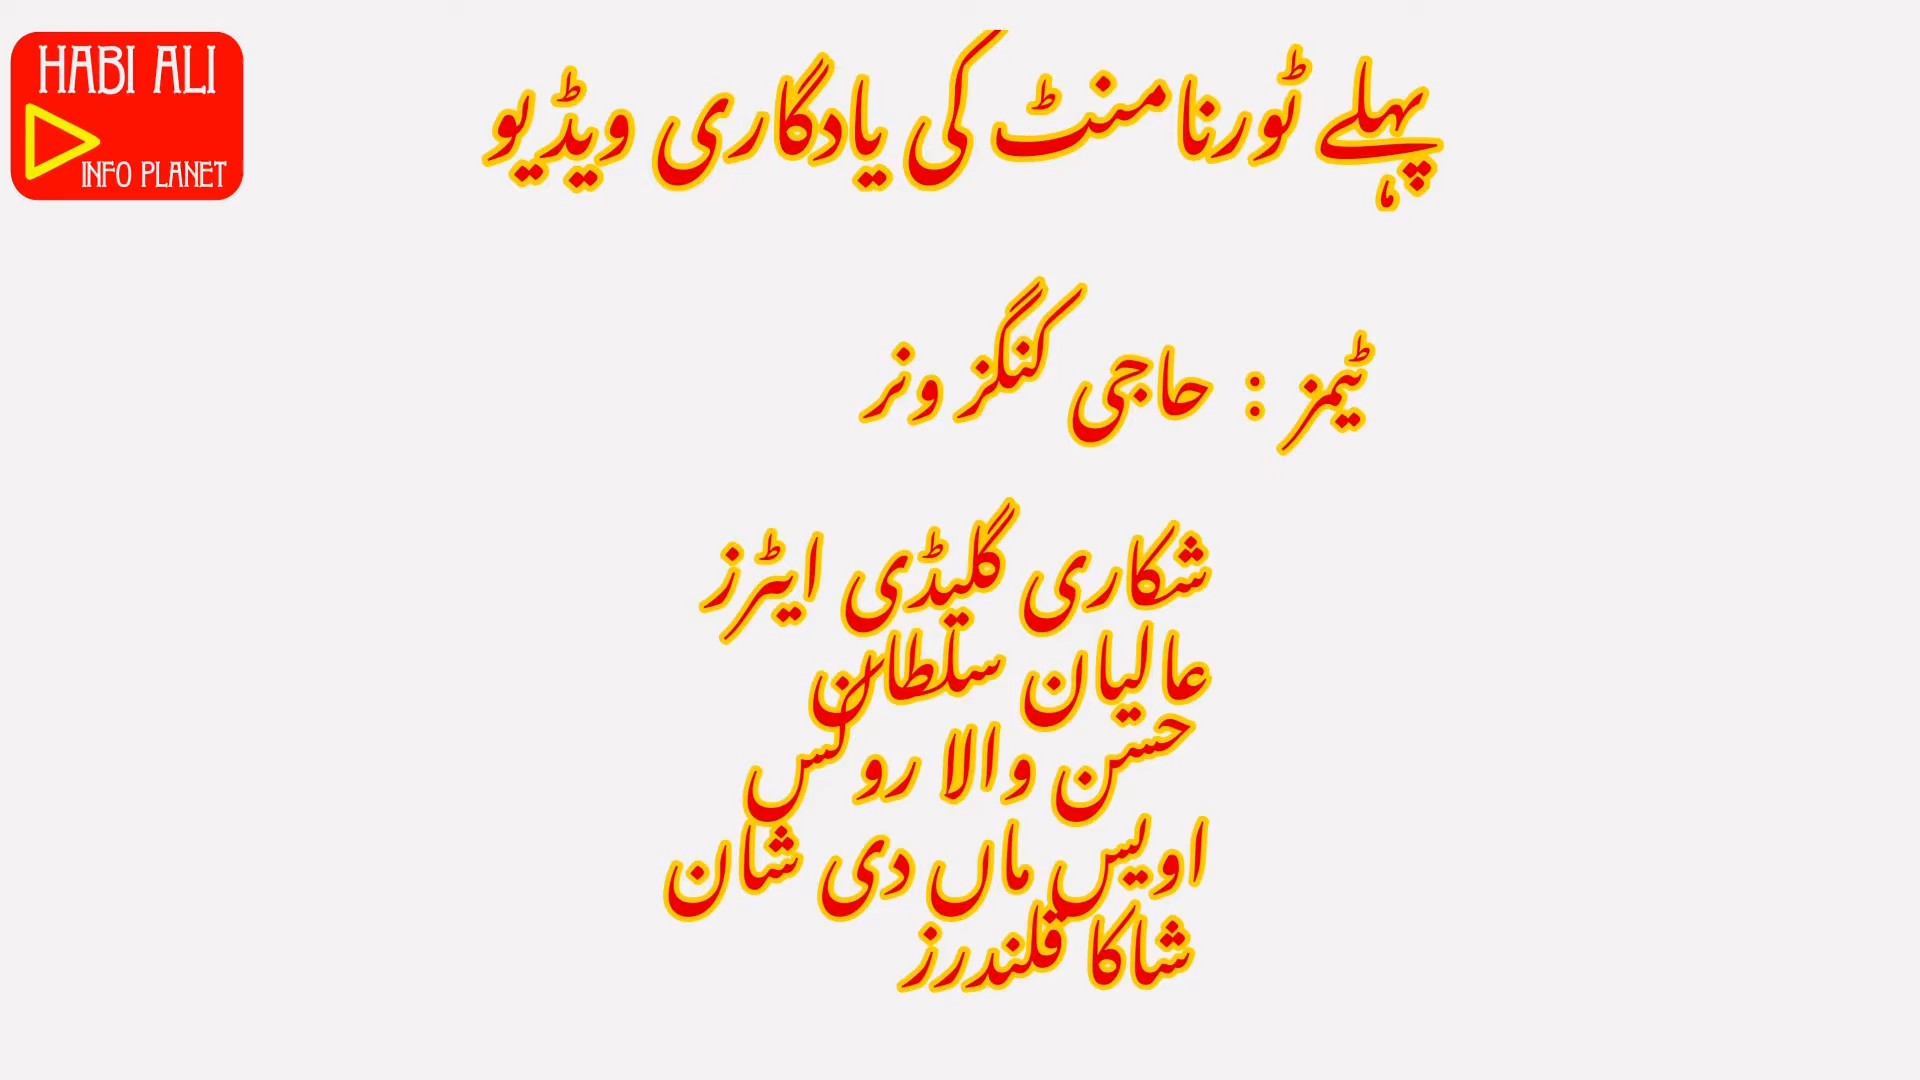 HABI ALI
INFO PLANET
پہلے ٹورنامنٹ کی یادگاری ویڈیو
ٹیمز : حاجی کنگز ونر
شکاری گلیڈی ایٹرز
عالیان سلطان
حسن والا روکس
اویس ماں دی شان
شاکا قلندرز